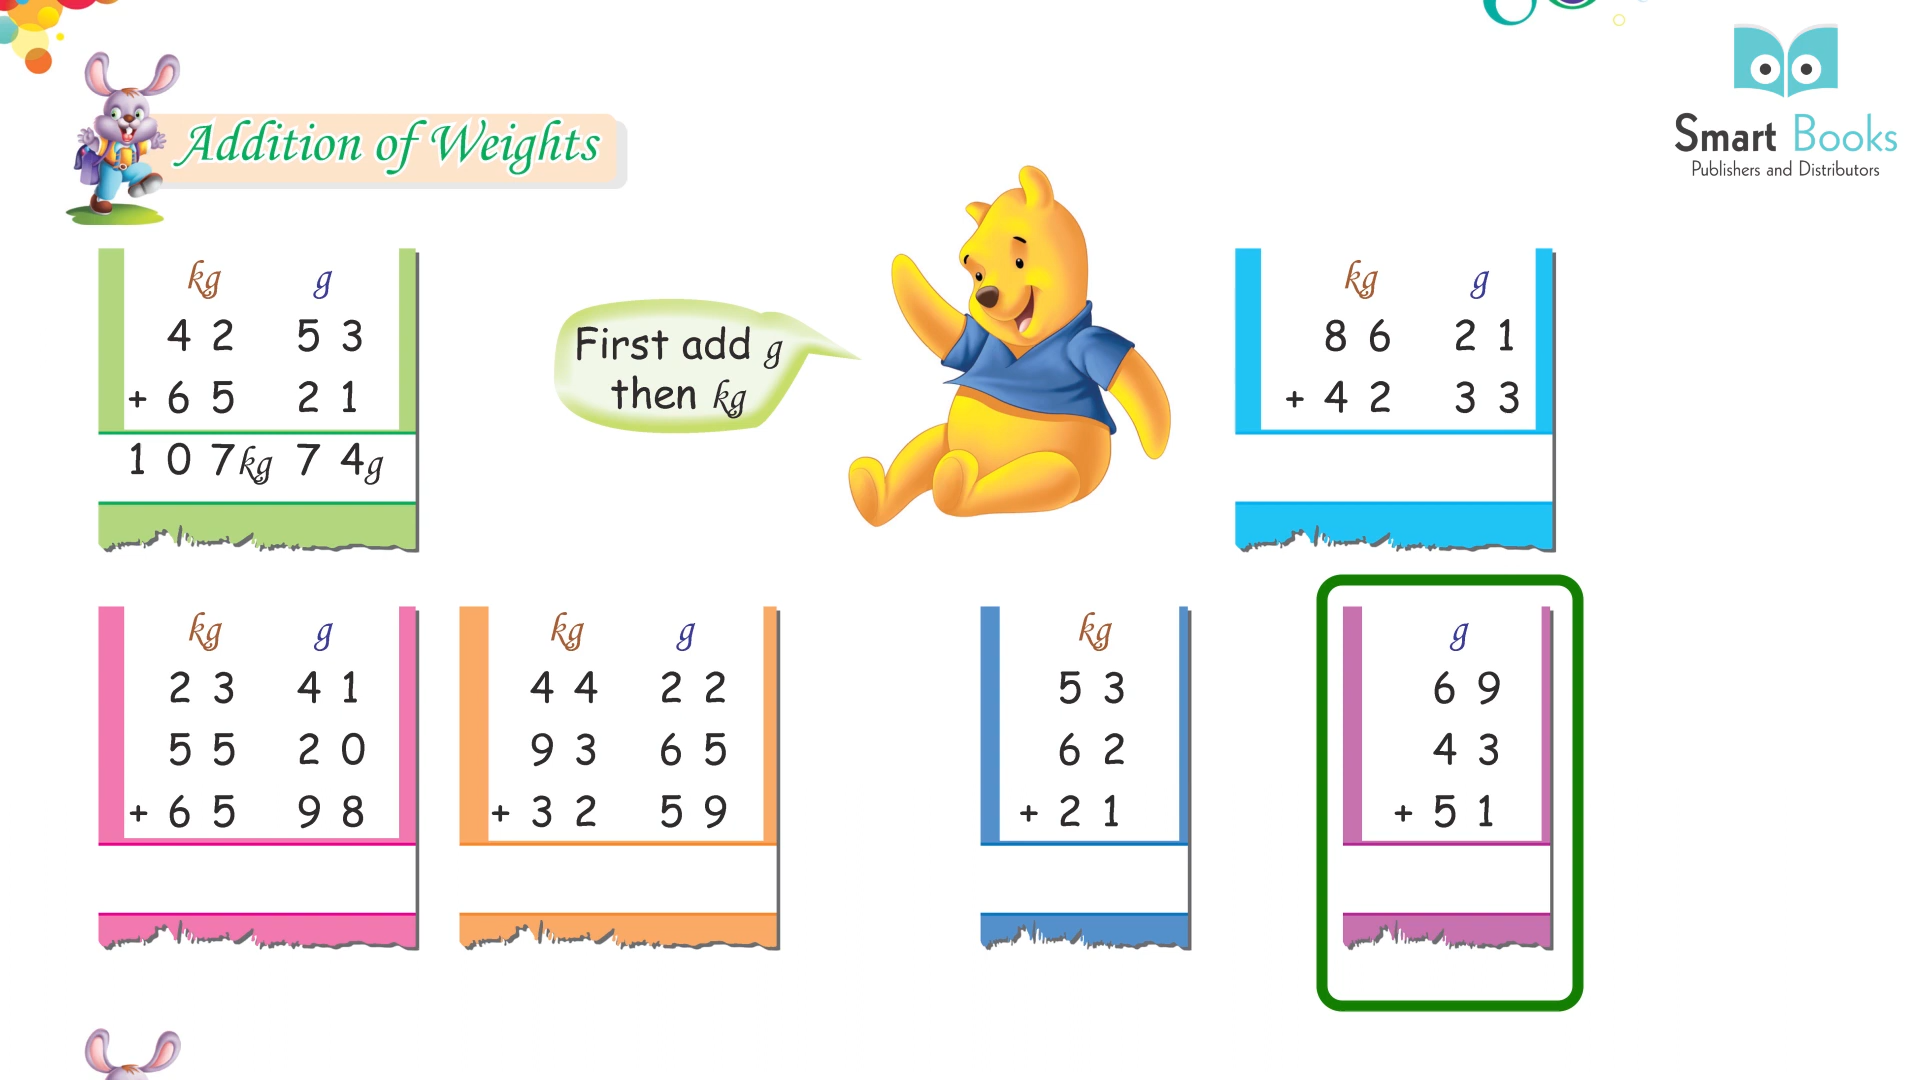 Smart Books
Publishers and Distributors
Addition of Weights
kg g
4 2 5 3
+ 6 5 2 1
1 0 7 kg 7 4 g
First add g
then kg
kg g
8 6 2 1
+ 4 2 3 3
kg g
2 3 4 1
5 5 2 0
+ 6 5 9 8
kg g
4 4 2 2
9 3 6 5
+ 3 2 5 9
kg
5 3
6 2
+ 2 1
g
6 9
4 3
+ 5 1